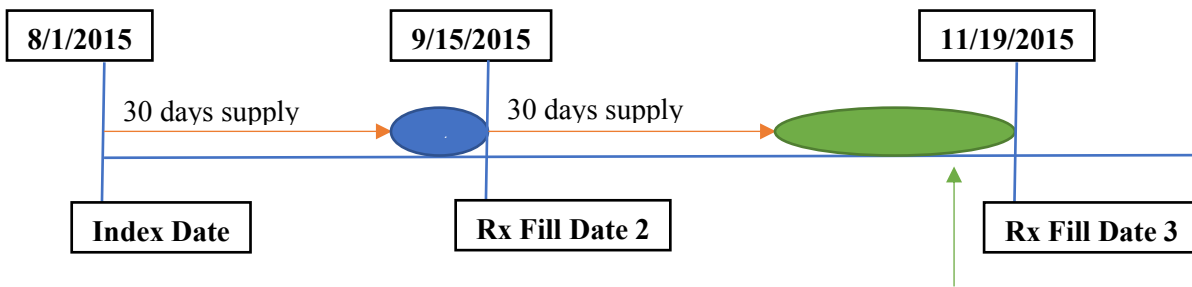 8/1/2015
9/15/2015
11/19/2015
30 days supply
30 days supply
Index Date
Rx Fill Date 2
Rx Fill Date 3